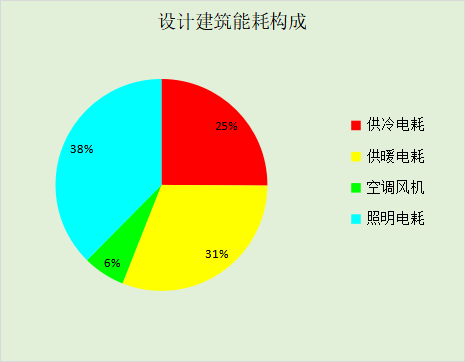 设计建筑能耗构成
25%
31%
6%
38%
供冷电耗
供暖电耗
空调风机
照明电耗